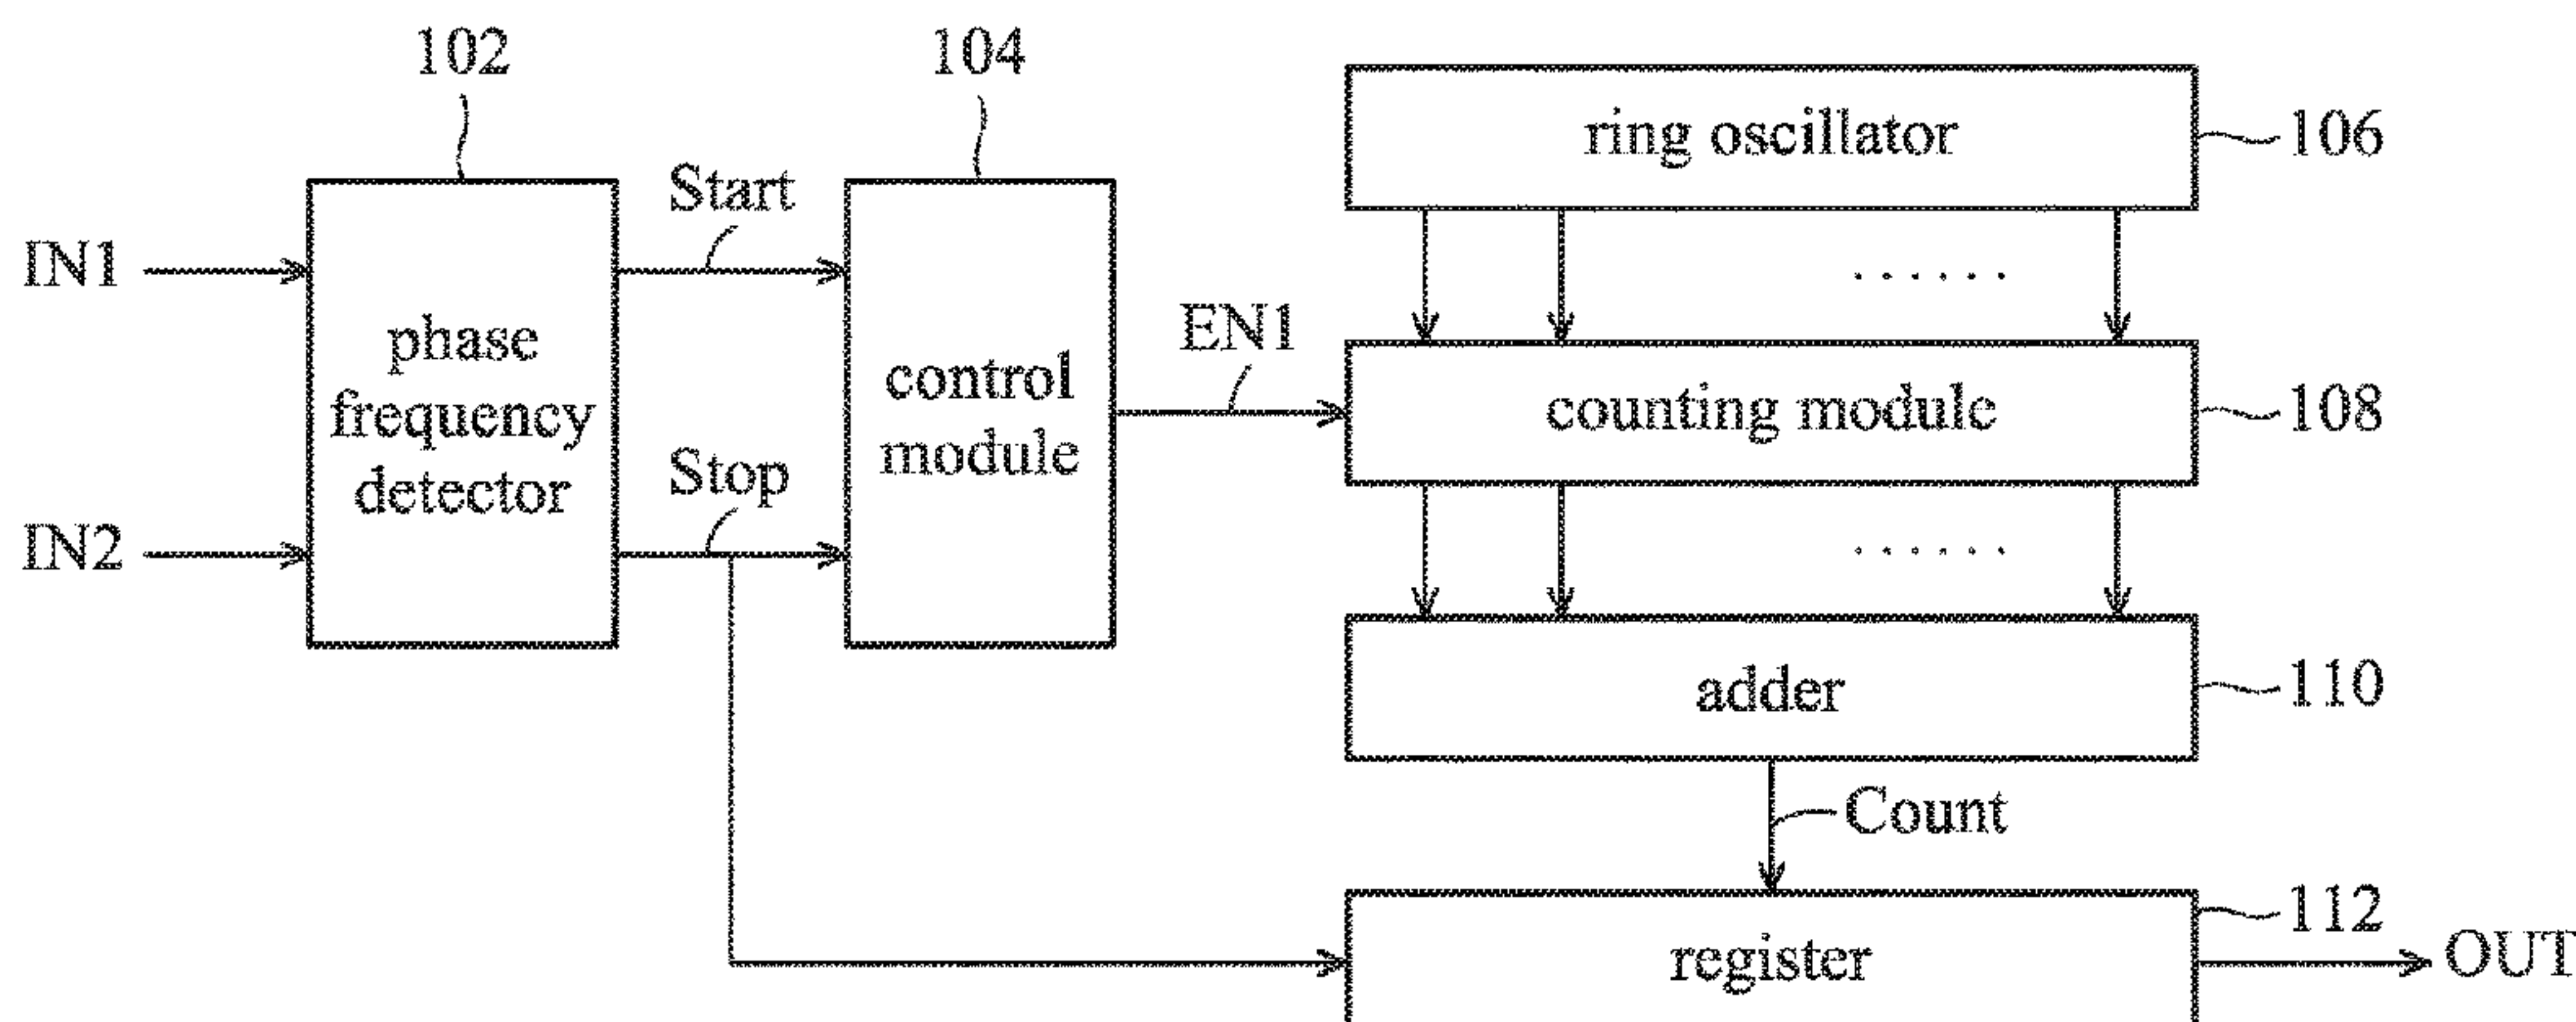 102
104
ring oscillator
106
Start
IN1
phase
frequency
detector
EN1
control
module
counting module
108
Stop
IN2
adder
110
Count
112
register
OUT